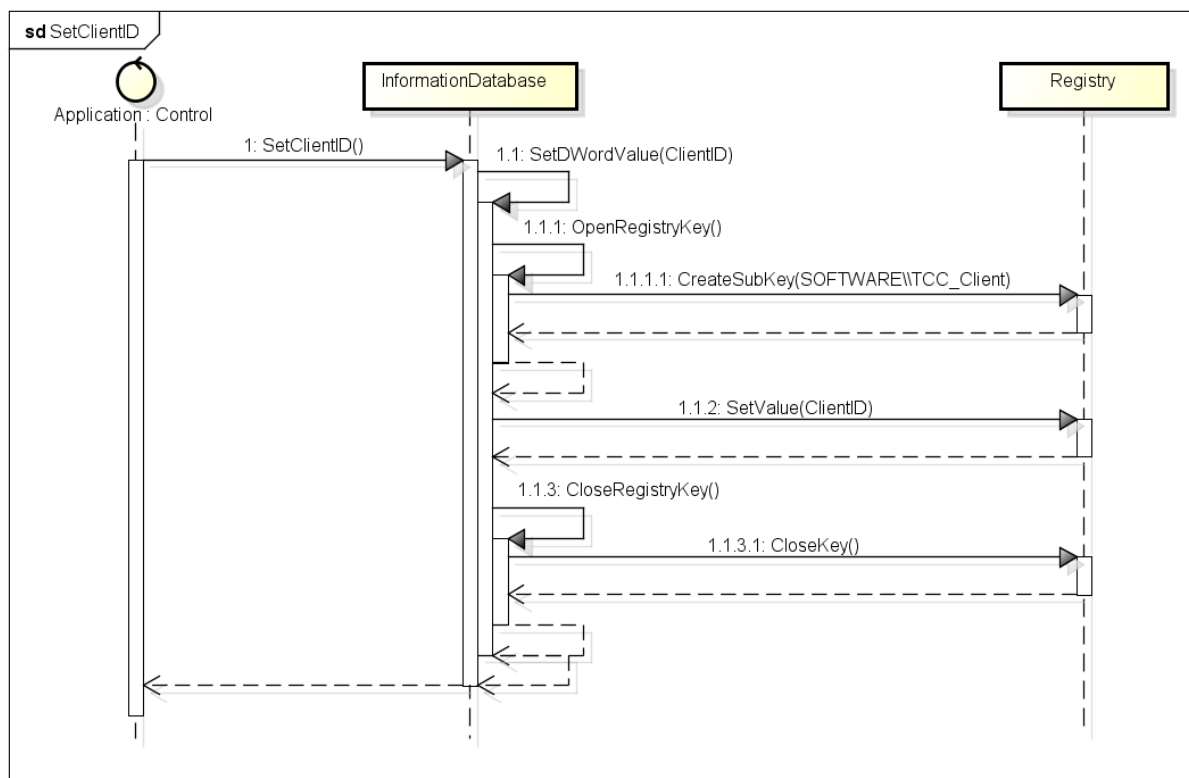 sd SetClientID
InformationDatabase
Registry
Application : Control
1: SetClientID()
1.1: SetDWordValue(ClientID)
1.1.1: OpenRegistryKey()
1.1.1.1: CreateSubKey(SOFTWARE\\TCC_Client)
1.1.2: SetValue(ClientID)
1.1.3: CloseRegistryKey()
1.1.3.1: CloseKey()